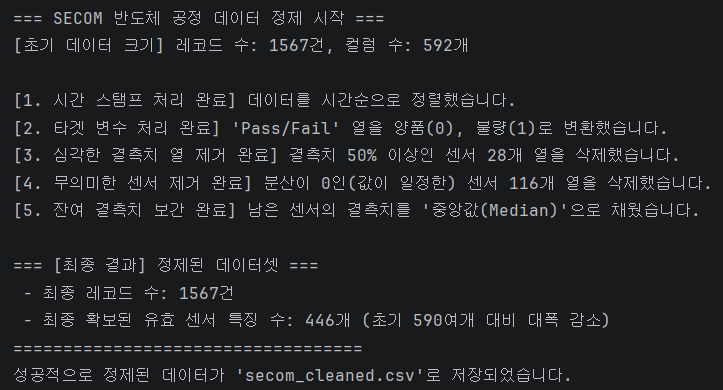 === SECOM 반도체 공정 데이터 정제 시작 ===
[초기 데이터 크기] 레코드 수: 1567건, 컬럼 수: 592개
[1. 시간 스탬프 처리 완료] 데이터를 시간순으로 정렬했습니다.
[2. 타겟 변수 처리 완료] 'Pass/Fail' 열을 양품(0), 불량(1)로 변환했습니다.
[3. 심각한 결측치 열 제거 완료] 결측치 50% 이상인 센서 28개 열을 삭제했습니다.
[4. 무의미한 센서 제거 완료] 분산이 0인(값이 일정한) 센서 116개 열을 삭제했습니다.
[5. 잔여 결측치 보간 완료] 남은 센서의 결측치를 '중앙값(Median)'으로 채웠습니다.
=== [최종 결과] 정제된 데이터셋 ===
 - 최종 레코드 수: 1567건
 - 최종 확보된 유효 센서 특징 수: 446개 (초기 590여개 대비 대폭 감소)
===================================
성공적으로 정제된 데이터가 'secom_cleaned.csv'로 저장되었습니다.